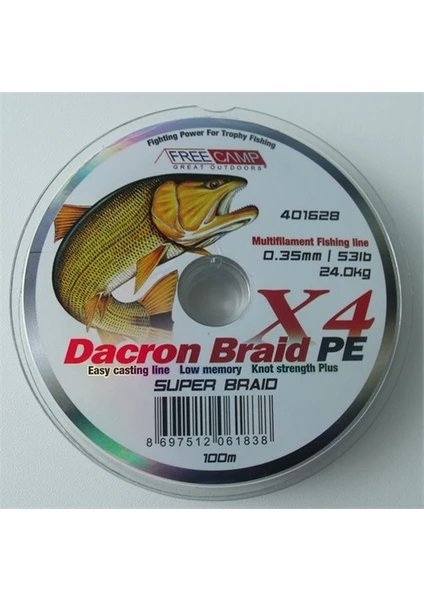 Fighting Power For Trophy Fishing
FREE CAMP
GREAT OUTDOORS
401628
Multifilament Fishing line
0.35mm | 53lb
24.0kg
X4
Dacron Braid PE
Easy casting line Low memory Knot strength Plus
SUPER BRAID
8 697512 061838
100m